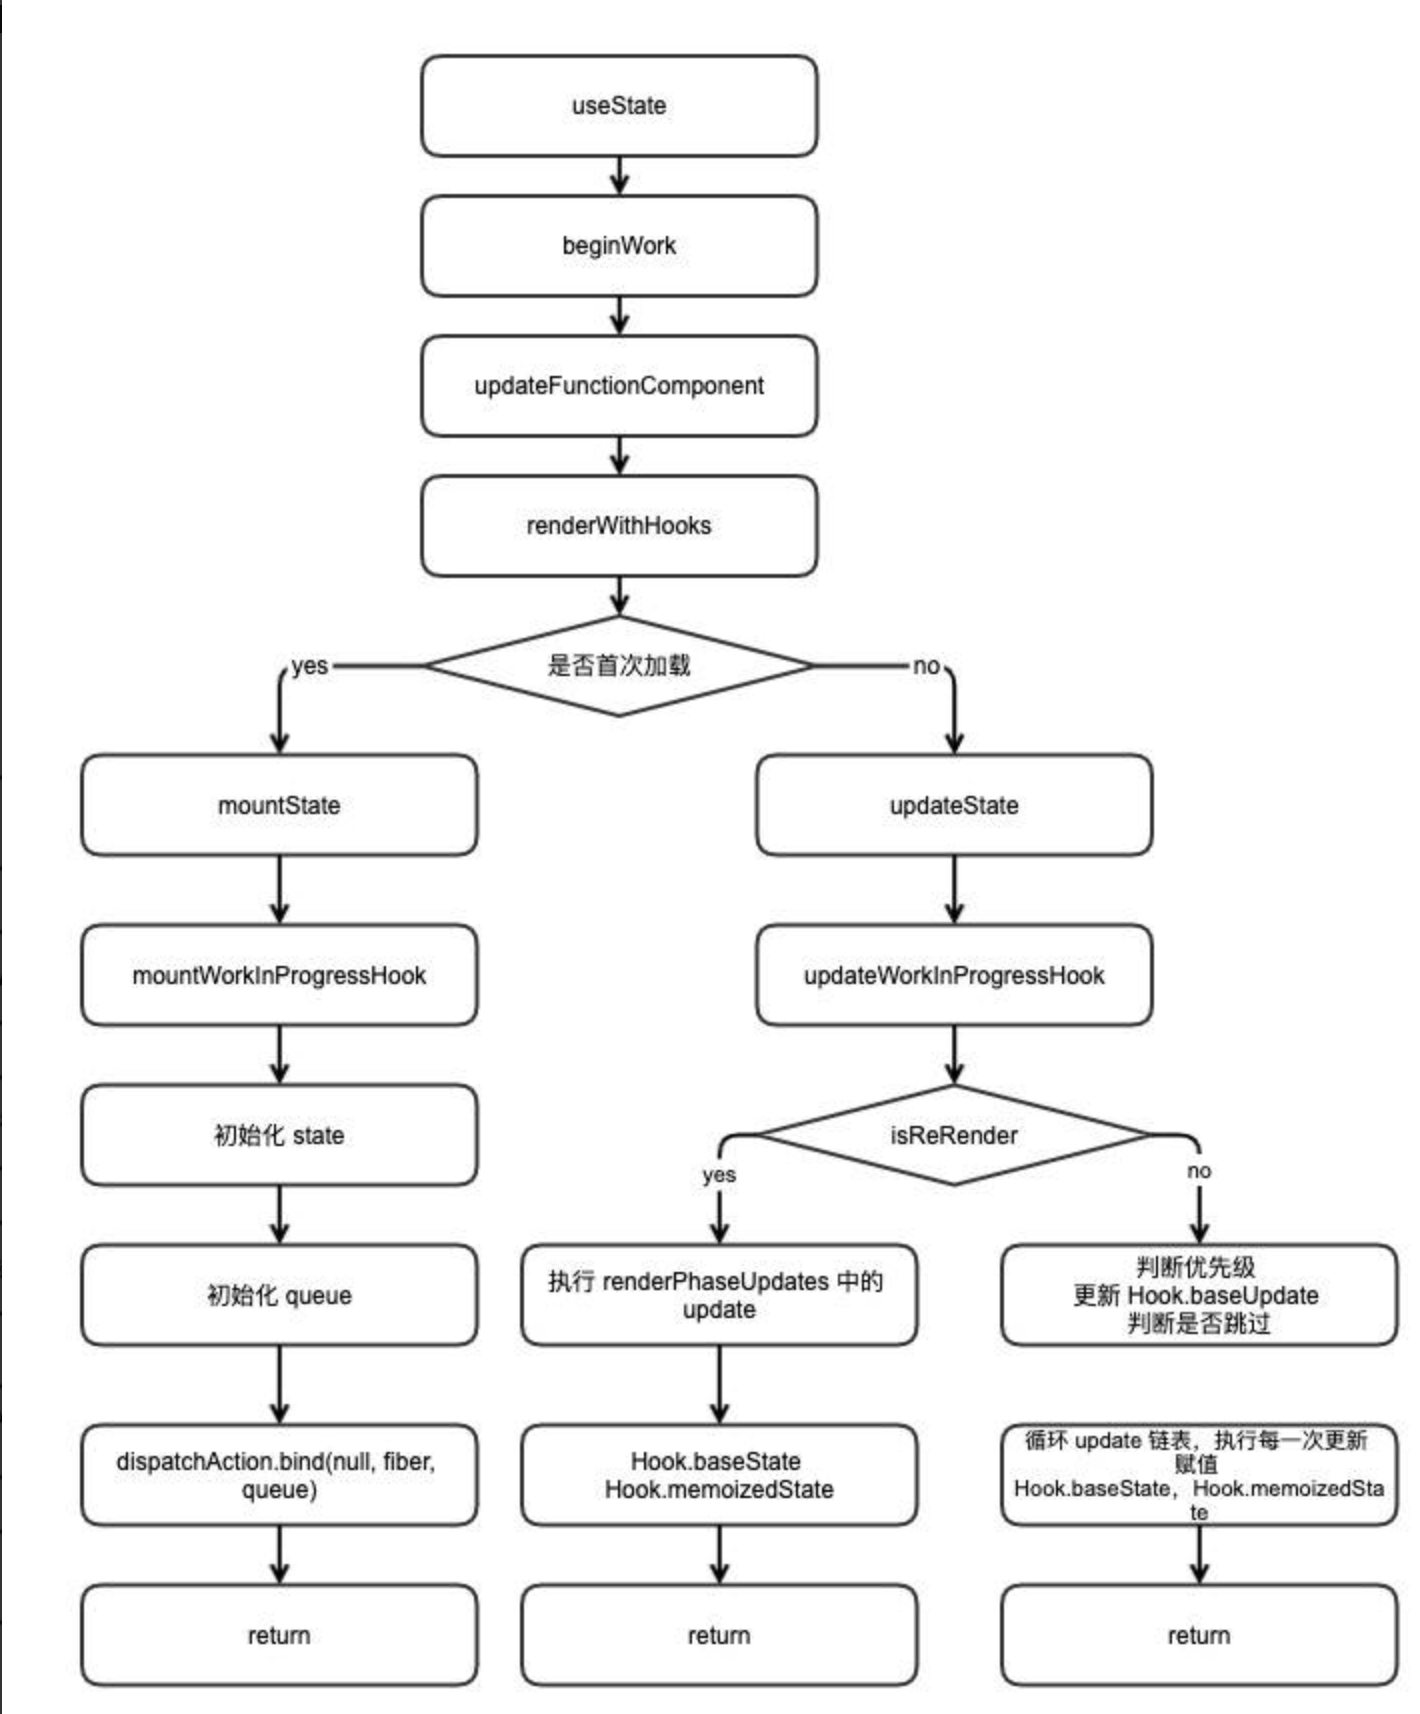 useState
beginWork
updateFunctionComponent
renderWithHooks
是否首次加载
yes
no
mountState
updateState
mountWorkInProgressHook
updateWorkInProgressHook
初始化 state
isReRender
yes
no
初始化 queue
执行 renderPhaseUpdates 中的
update
判断优先级
更新 Hook.baseUpdate
判断是否跳过
dispatchAction.bind(null, fiber,
queue)
Hook.baseState
Hook.memoizedState
循环 update 链表，执行每一次更新
赋值
Hook.baseState，Hook.memoizedSta
te
return
return
return